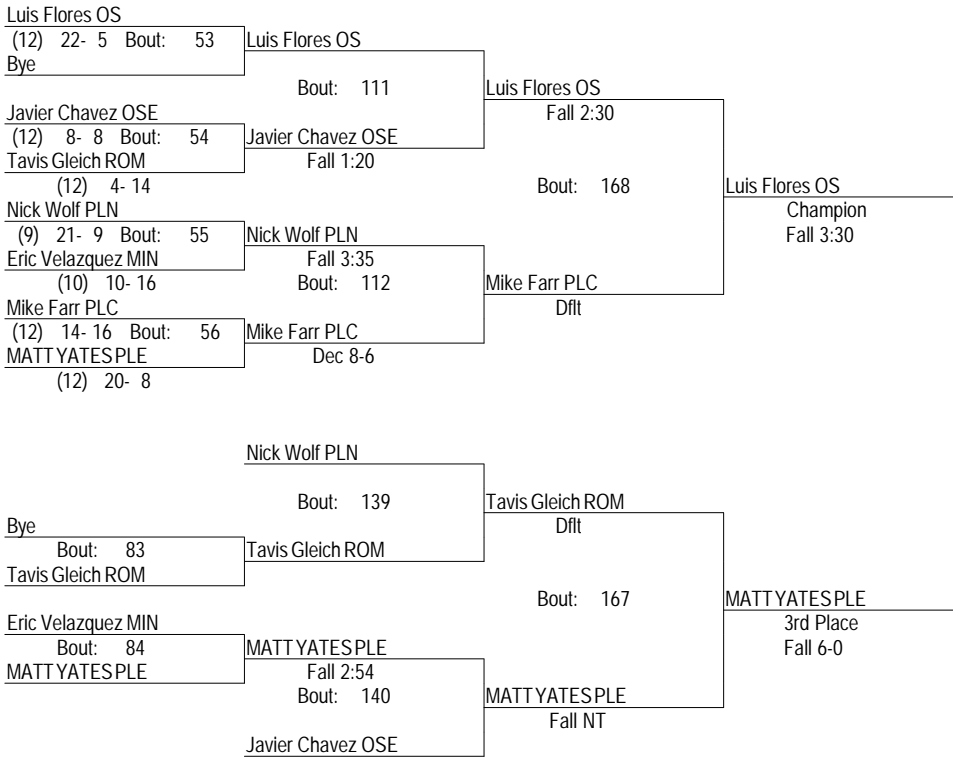 Luis Flores OS
(12) 22- 5 Bout: 53 Luis Flores OS
Bye
Bout: 111 Luis Flores OS
Javier Chavez OSE Fall 2:30
(12) 8- 8 Bout: 54 Javier Chavez OSE
Tavis Gleich ROM Fall 1:20
(12) 4- 14 Bout: 168 Luis Flores OS
Nick Wolf PLN Champion
(9) 21- 9 Bout: 55 Nick Wolf PLN Fall 3:30
Eric Velazquez MIN Fall 3:35
(10) 10- 16 Bout: 112 Mike Farr PLC
Mike Farr PLC Dflt
(12) 14- 16 Bout: 56 Mike Farr PLC
MATT YATES PLE Dec 8-6
(12) 20- 8
Nick Wolf PLN
Bout: 139 Tavis Gleich ROM
Bye Dflt
Bout: 83 Tavis Gleich ROM
Tavis Gleich ROM
Bout: 167 MATT YATES PLE
Eric Velazquez MIN 3rd Place
Bout: 84 MATT YATES PLE Fall 6-0
MATT YATES PLE Fall 2:54
Bout: 140 MATT YATES PLE
Fall NT
Javier Chavez OSE